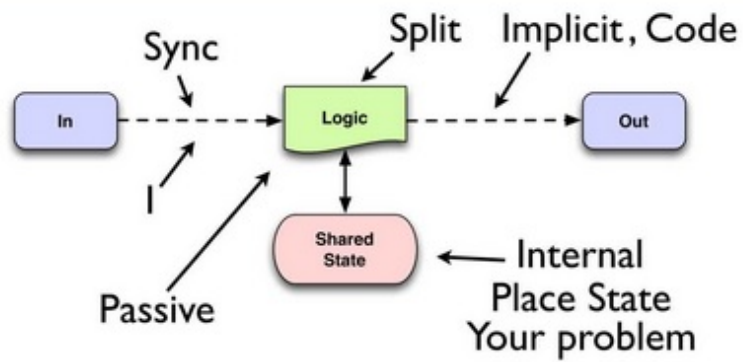 Split
Implicit, Code
Sync
In
Logic
Out
I
Shared
State
Internal
Place State
Your problem
Passive